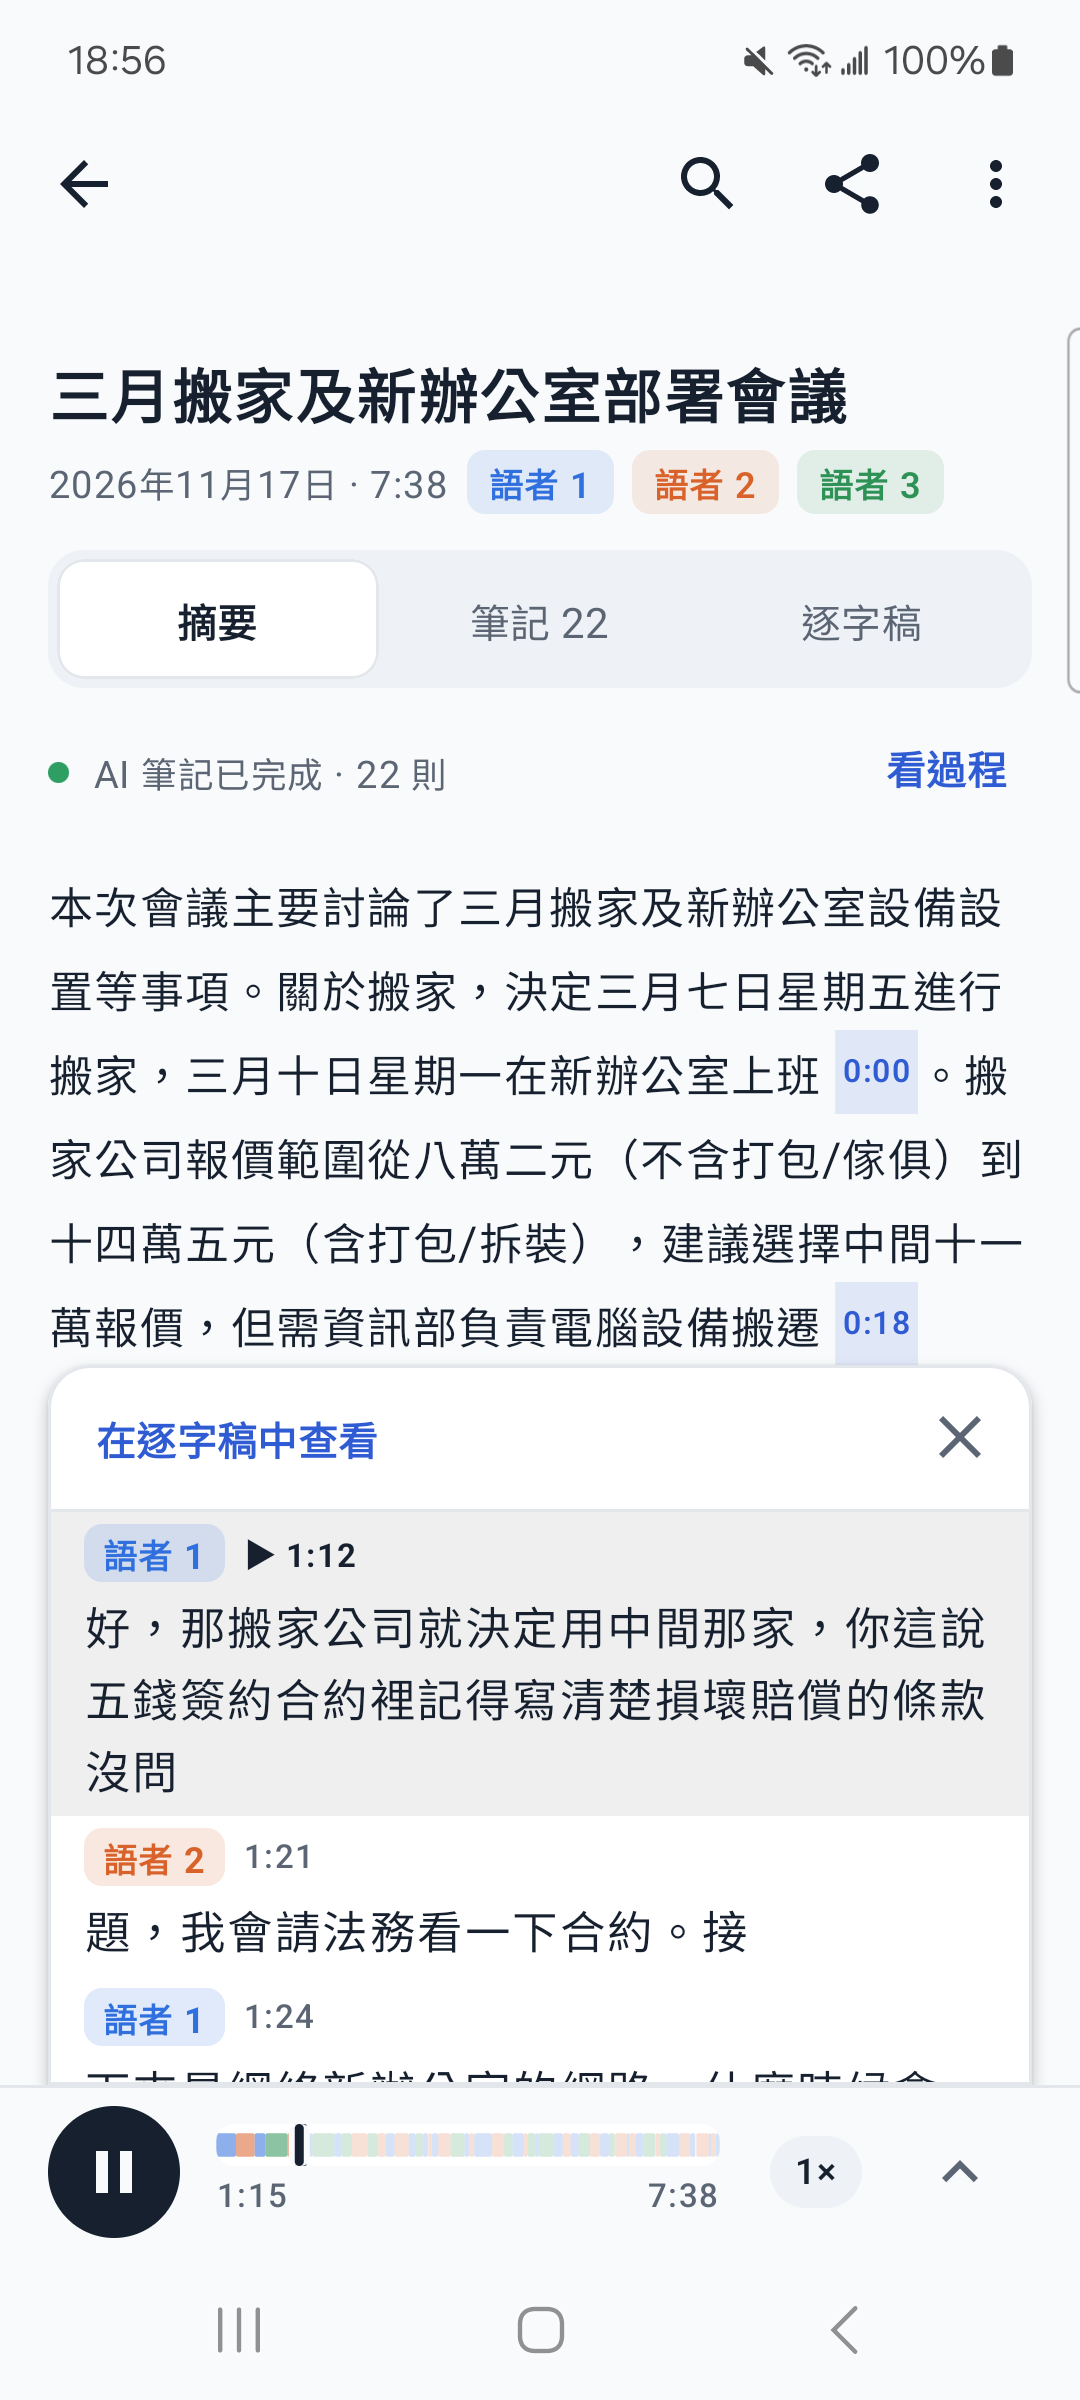 18:56
100%
三月搬家及新辦公室部署會議
2026年11月17日 · 7:38 語者 1 語者 2 語者 3
摘要 筆記 22 逐字稿
AI 筆記已完成 · 22 則 看過程
本次會議主要討論了三月搬家及新辦公室設備設
置等事項。關於搬家，決定三月七日星期五進行
搬家，三月十日星期一在新辦公室上班 0:00 。搬
家公司報價範圍從八萬二元（不含打包/傢俱）到
十四萬五元（含打包/拆裝），建議選擇中間十一
萬報價，但需資訊部負責電腦設備搬遷 0:18
在逐字稿中查看
語者 1 ▶ 1:12
好，那搬家公司就決定用中間那家，你這說
五錢簽約合約裡記得寫清楚損壞賠償的條款
沒問
語者 2 1:21
題，我會請法務看一下合約。接
語者 1 1:24
1:15 7:38 1×